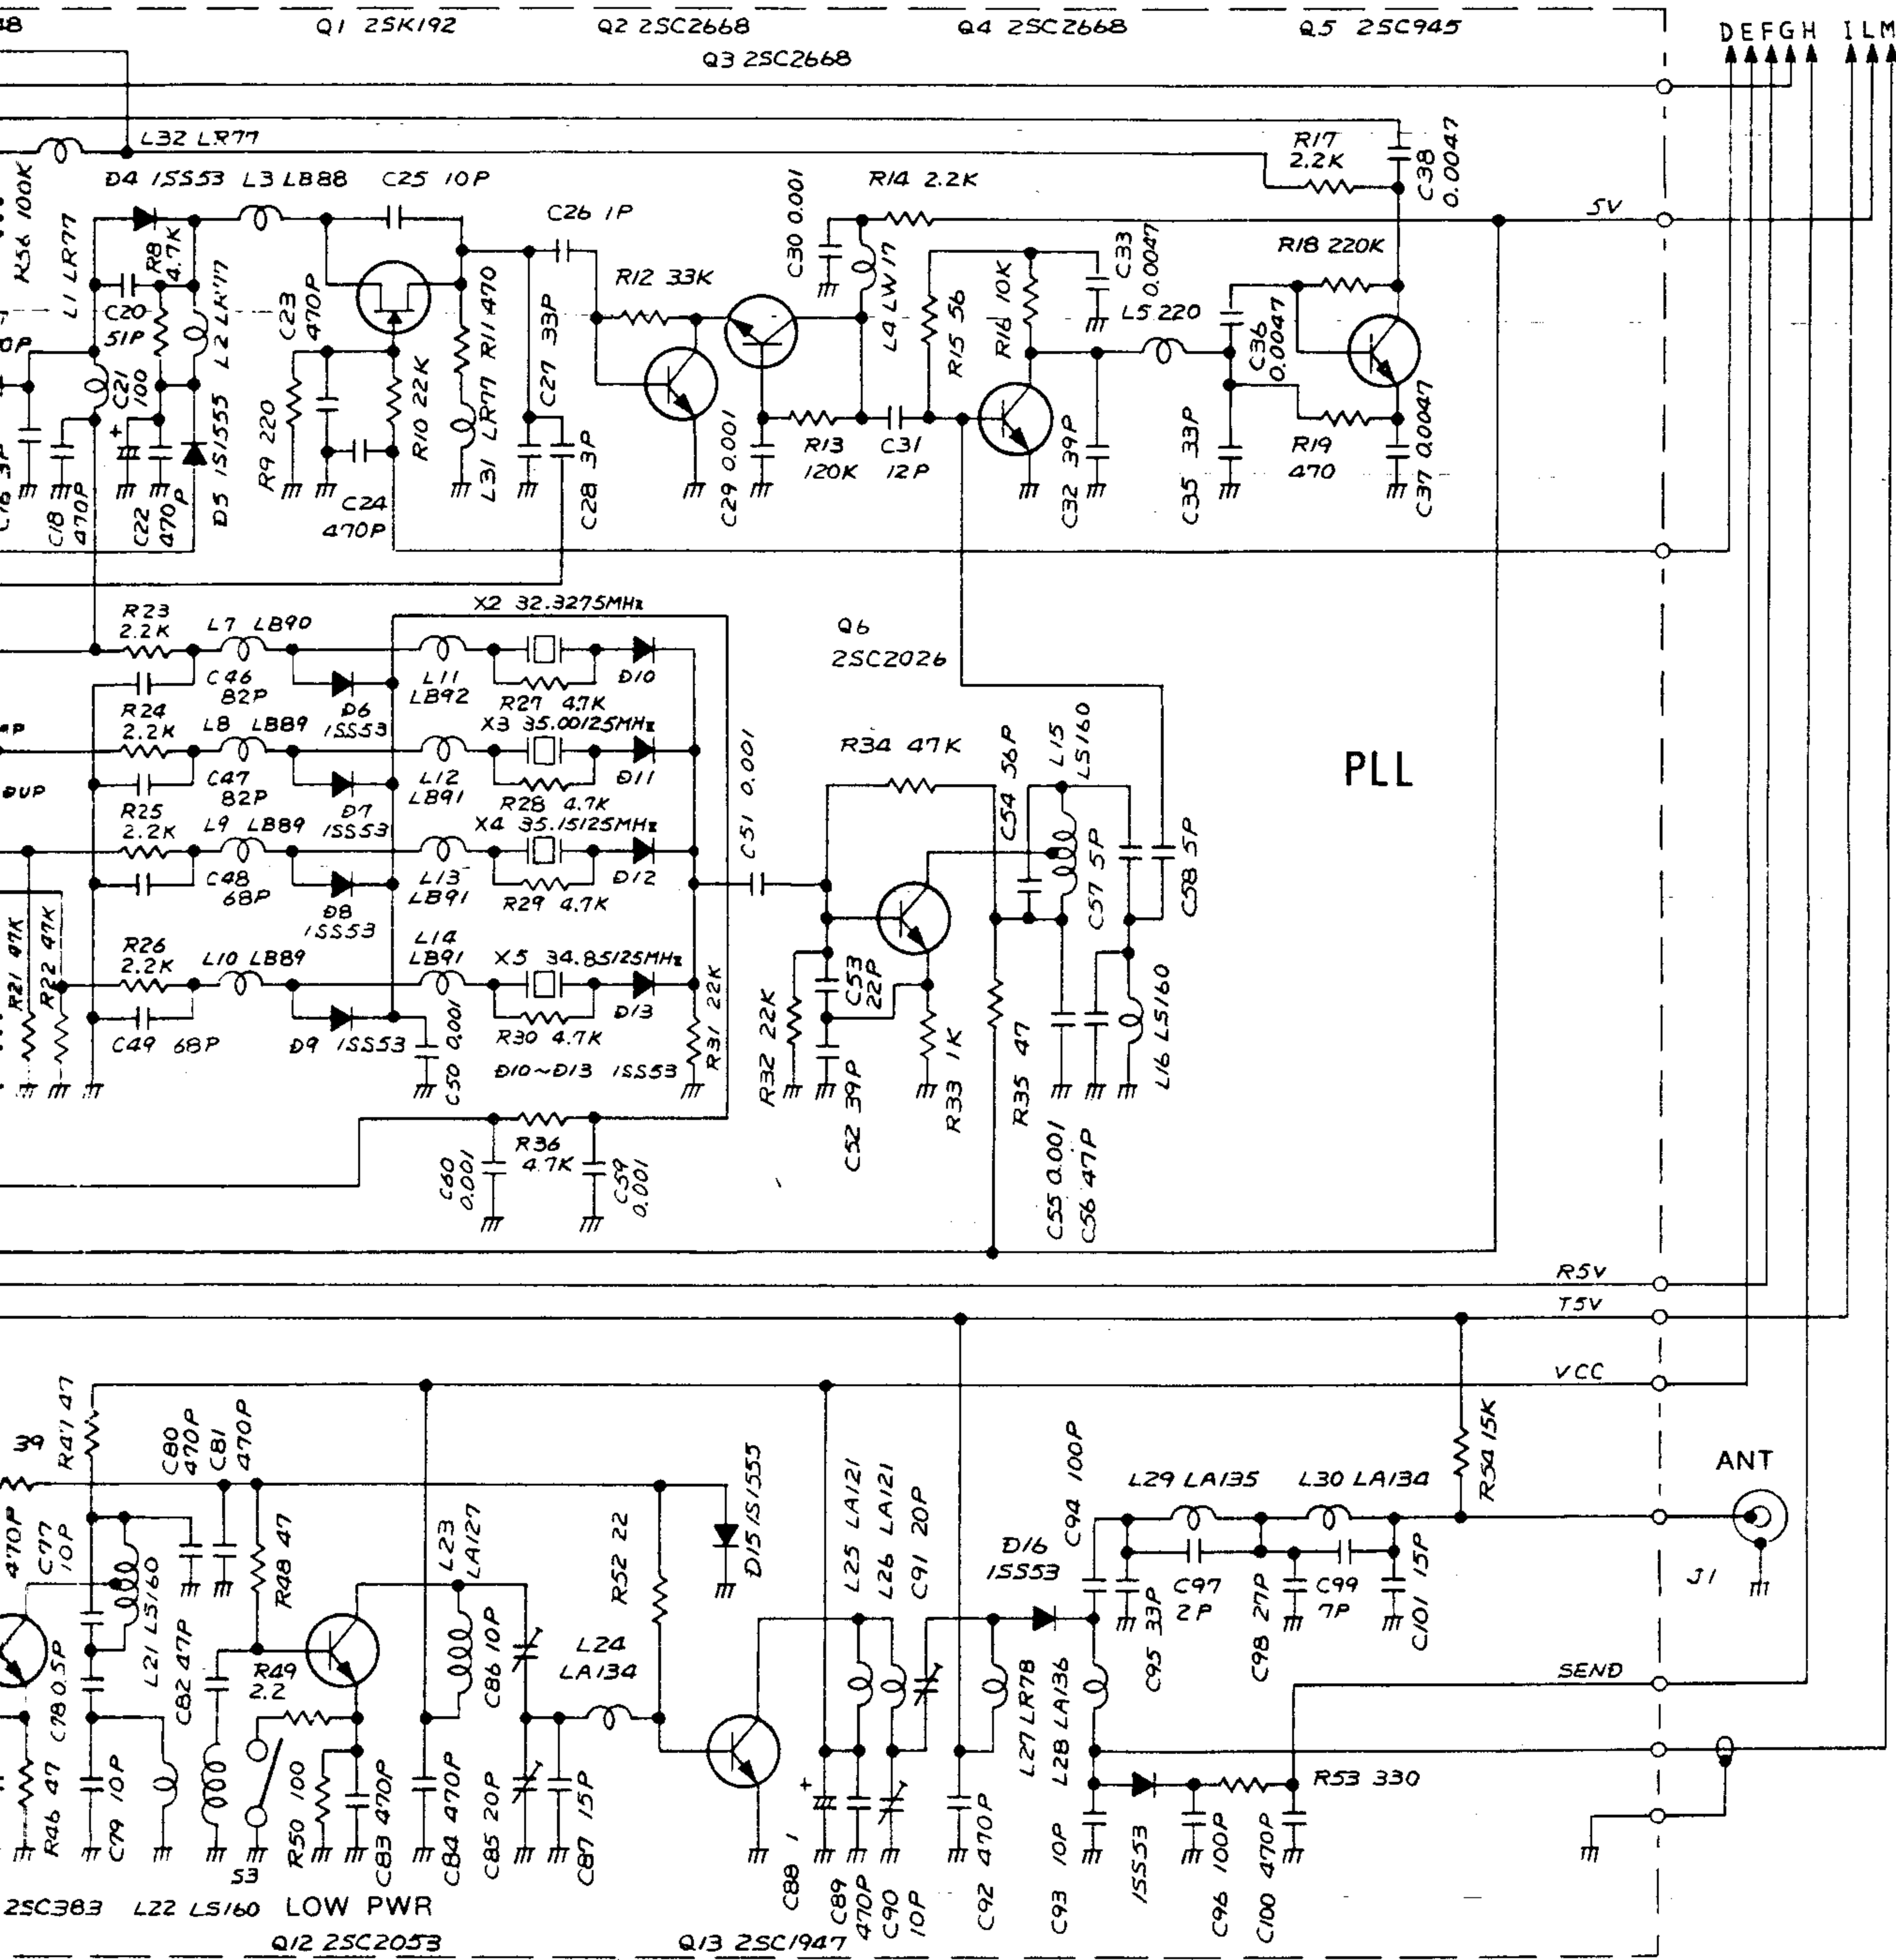 Q1 2SK192
Q2 2SC2668
Q3 2SC2668
Q4 2SC2668
Q5 2SC945
D E F G H I L M
L32 LR77
R17
2.2K
C38
0.0047
R56 100K
L1 LR77
D4 1SS53
L3 LB88
C25 10P
R14 2.2K
5V
C26 1P
C30 0.001
R8
4.7K
C20
51P
L2 LR77
C23
470P
R11 470
C27 33P
R12 33K
L4 LW17
R15 56
R16 10K
C33
0.0047
L5 220
R18 220K
C36
0.0047
C21
100
C18
470P
C22
470P
D5 1S1555
R9 220
R10 22K
C24
470P
L31 LR77
C28 3P
C29 0.001
R13
120K
C31
12P
C32 39P
C35 33P
R19
470
C37 0.0047
X2 32.3275MHz
R23
2.2K
L7 LB90
C46
82P
D6
1SS53
L11
LB92
R27 4.7K
D10
Q6
2SC2026
R24
2.2K
L8 LB89
X3 35.00125MHz
C47
82P
D7
1SS53
L12
LB91
R28 4.7K
D11
PLL
R25
2.2K
L9 LB89
X4 35.15125MHz
C48
68P
D8
1SS53
L13
LB91
R29 4.7K
D12
C51 0.001
R34 47K
C54 56P
L15
LS160
C57 5P
C58 5P
R21 47K
R22 47K
R26
2.2K
L10 LB89
L14
LB91
X5 34.85125MHz
D13
C49 68P
D9 1SS53
C50 0.001
R30 4.7K
D10~D13 1SS53
R31 22K
R32 22K
C53
22P
C52 39P
R33 1K
R35 47
C55 0.001
C56 47P
L16 LS160
C60
0.001
R36
4.7K
C59
0.001
R5V
T5V
VCC
39
R47 47
C80
470P
C81
470P
470P
C77
10P
L21 LS160
R48 47
L23
LA127
R52 22
D15 1S1555
L25 LA121
L26 LA121
C91 20P
D16
1SS53
C94 100P
L29 LA135
L30 LA134
R54 15K
ANT
J1
C95 33P
C97
2P
C98 27P
C99
7P
C101 15P
C78 0.5P
C82 47P
R49
2.2
C86 10P
L24
LA134
L27 LR78
L28 LA136
SEND
R46 47
C79 10P
S3
R50 100
C83 470P
C84 470P
C85 20P
C87 15P
C88 1
C89
470P
C90
10P
C92 470P
C93 10P
1SS53
C96 100P
R53 330
C100 470P
2SC383
L22 LS160
LOW PWR
Q12 2SC2053
Q13 2SC1947